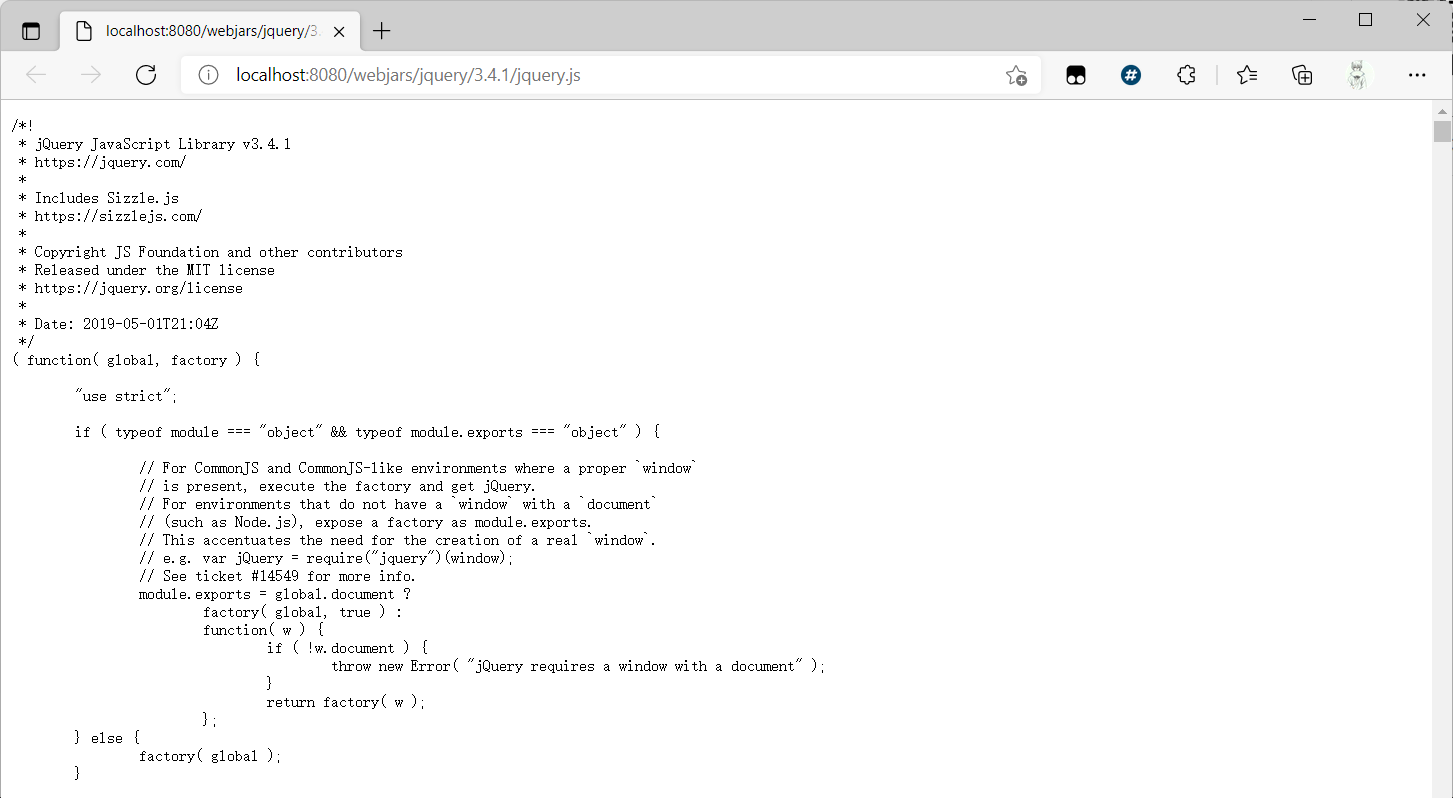 localhost:8080/webjars/jquery/3.
localhost:8080/webjars/jquery/3.4.1/jquery.js
/*!
 * jQuery JavaScript Library v3.4.1
 * https://jquery.com/
 *
 * Includes Sizzle.js
 * https://sizzlejs.com/
 *
 * Copyright JS Foundation and other contributors
 * Released under the MIT license
 * https://jquery.org/license
 *
 * Date: 2019-05-01T21:04Z
 */
( function( global, factory ) {
	"use strict";
	if ( typeof module === "object" && typeof module.exports === "object" ) {
		// For CommonJS and CommonJS-like environments where a proper `window`
		// is present, execute the factory and get jQuery.
		// For environments that do not have a `window` with a `document`
		// (such as Node.js), expose a factory as module.exports.
		// This accentuates the need for the creation of a real `window`.
		// e.g. var jQuery = require("jquery")(window);
		// See ticket #14549 for more info.
		module.exports = global.document ?
			factory( global, true ) :
			function( w ) {
				if ( !w.document ) {
					throw new Error( "jQuery requires a window with a document" );
				}
				return factory( w );
			};
	} else {
		factory( global );
	}